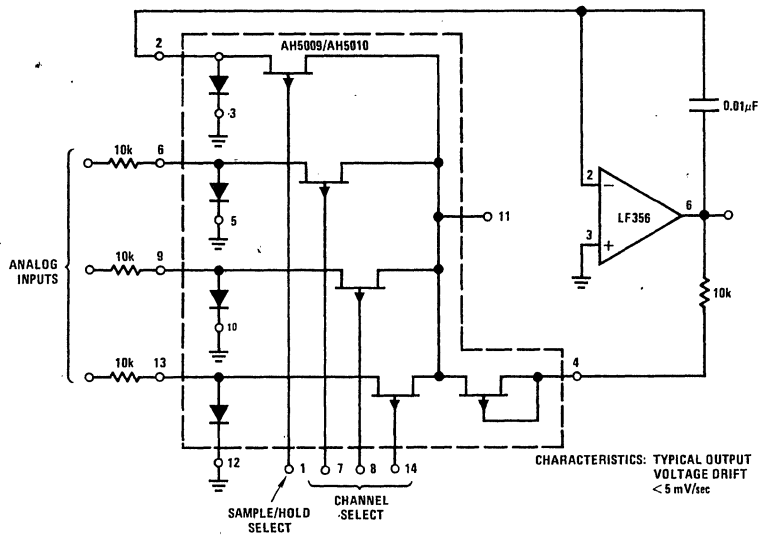 AH5009/AH5010
2
3
0.01μF
10k
6
5
11
2
6
LF356
3
10k
9
10
ANALOG
INPUTS
10k
10k
13
12
4
1
7
8
14
SAMPLE/HOLD
SELECT
CHANNEL
SELECT
CHARACTERISTICS: TYPICAL OUTPUT
VOLTAGE DRIFT
< 5 mV/sec